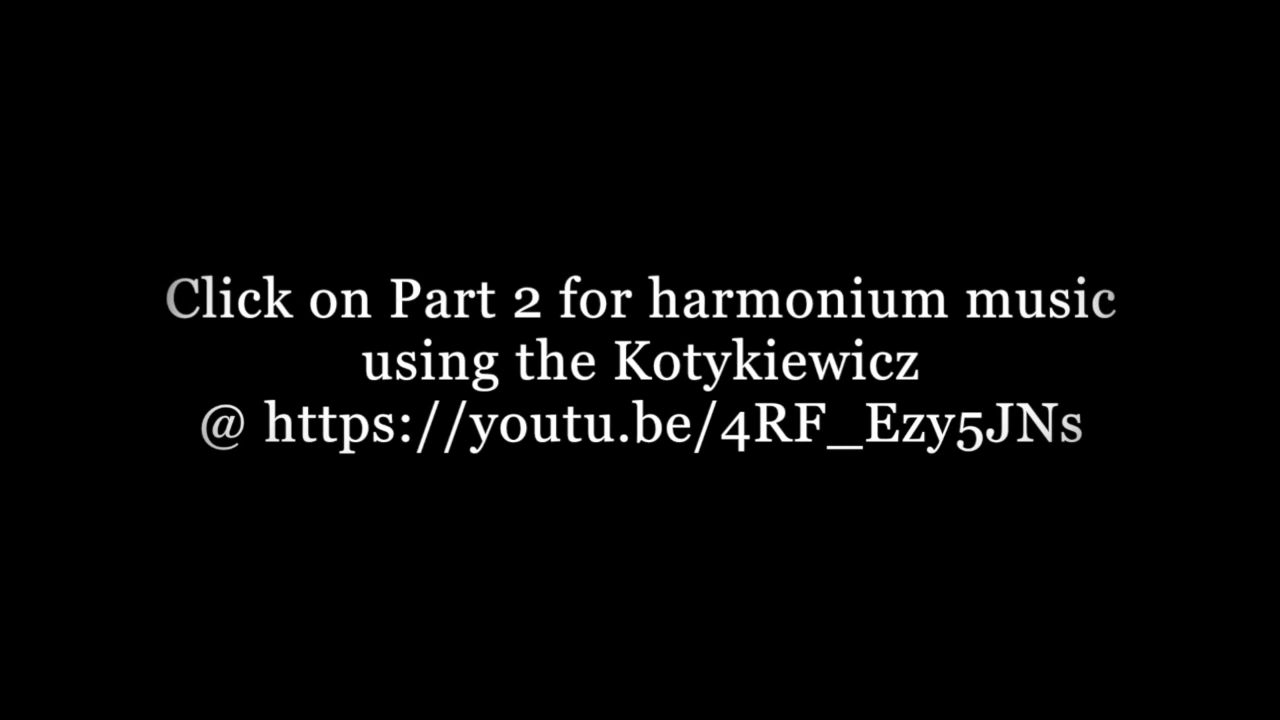 Click on Part 2 for harmonium music
using the Kotykiewicz
@ https://youtu.be/4RF_Ezy5JNs